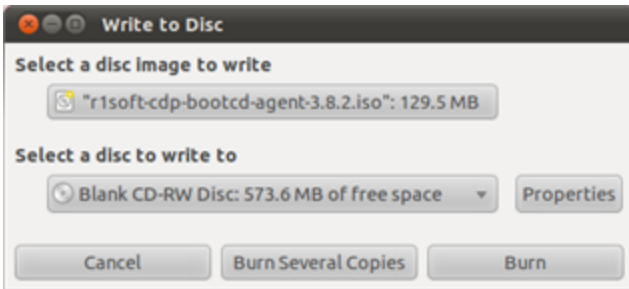 Write to Disc
Select a disc image to write
"r1soft-cdp-bootcd-agent-3.8.2.iso": 129.5 MB
Select a disc to write to
Blank CD-RW Disc: 573.6 MB of free space
Properties
Cancel
Burn Several Copies
Burn